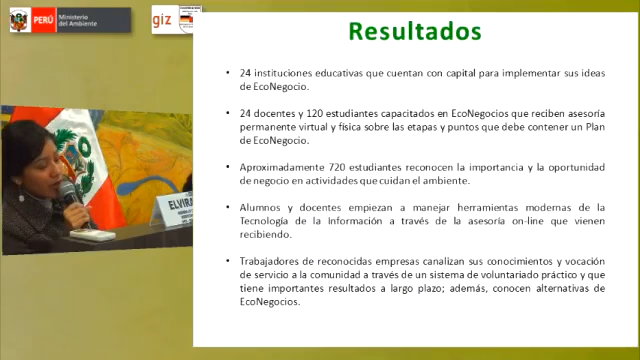 PERÚ
Ministerio
del Ambiente
giz
Resultados
• 24 instituciones educativas que cuentan con capital para implementar sus ideas
de EcoNegocio.
• 24 docentes y 120 estudiantes capacitados en EcoNegocios que reciben asesoría
permanente virtual y física sobre las etapas y puntos que debe contener un Plan
de EcoNegocio.
• Aproximadamente 720 estudiantes reconocen la importancia y la oportunidad
de negocio en actividades que cuidan el ambiente.
• Alumnos y docentes empiezan a manejar herramientas modernas de la
Tecnología de la Información a través de la asesoría on-line que vienen
recibiendo.
• Trabajadores de reconocidas empresas canalizan sus conocimientos y vocación
de servicio a la comunidad a través de un sistema de voluntariado práctico y que
tiene importantes resultados a largo plazo; además, conocen alternativas de
EcoNegocios.
ELVIRA